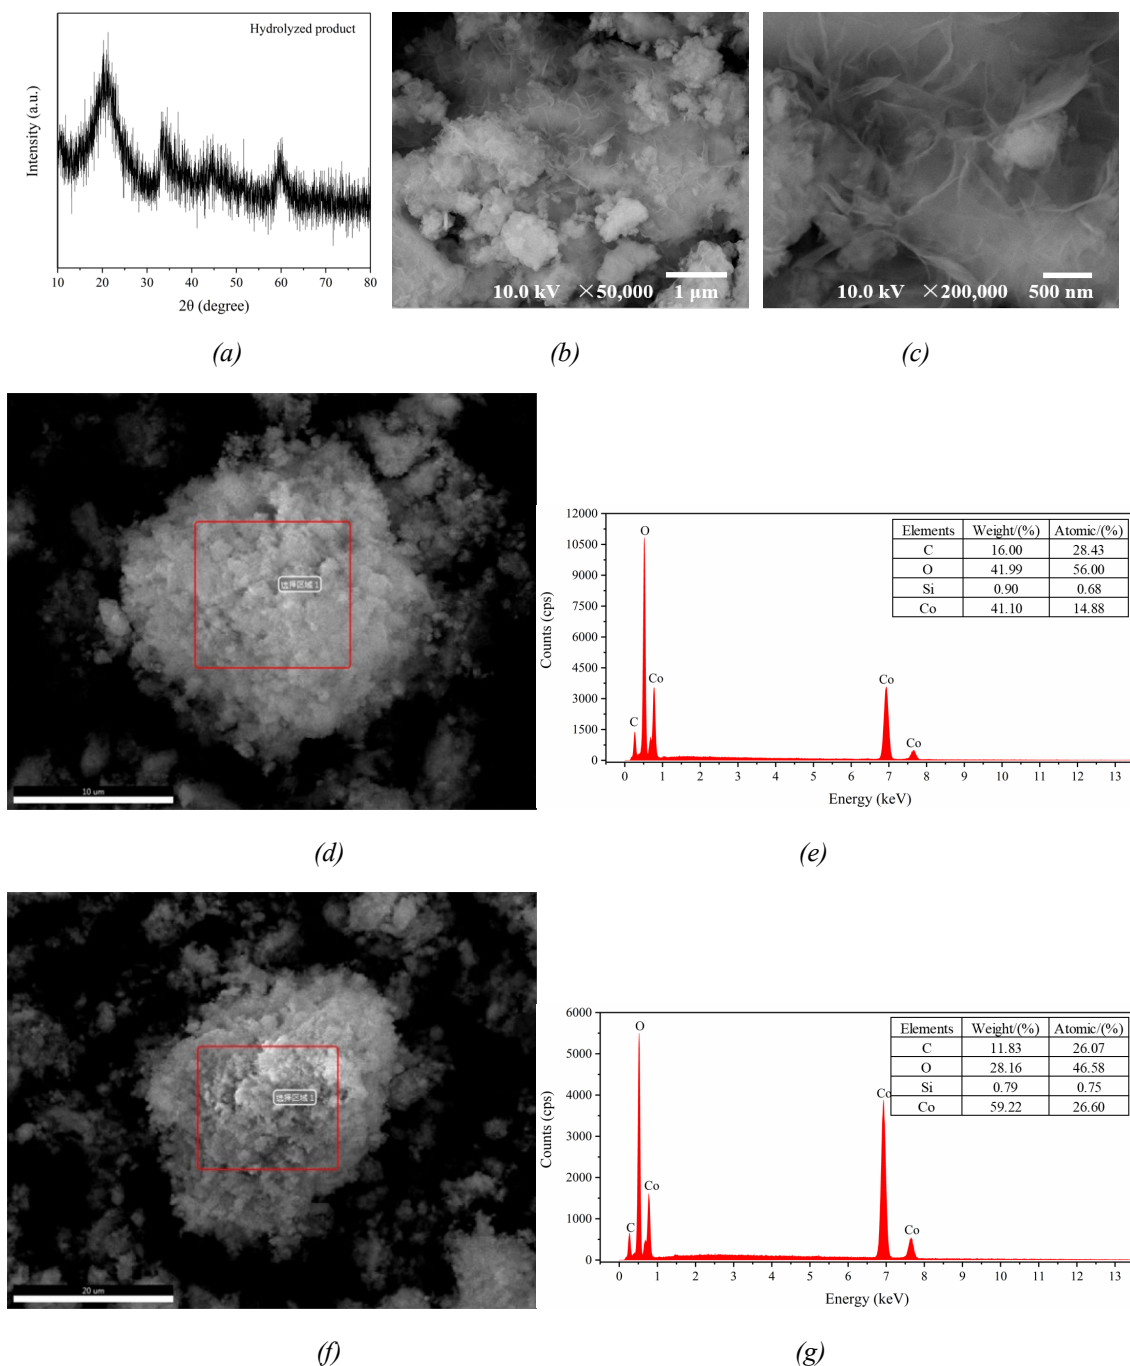 Hydrolyzed product
Intensity (a.u.)
10 20 30 40 50 60 70 80
2θ (degree)
(a)
10.0 kV ×50,000 1 μm
(b)
10.0 kV ×200,000 500 nm
(c)
选择区域 1
10 um
(d)
12000
10500
9000
7500
6000
4500
3000
1500
0
Counts (cps)
O
Co
C
Co
Co
Elements Weight/(%) Atomic/(%)
C 16.00 28.43
O 41.99 56.00
Si 0.90 0.68
Co 41.10 14.88
0 1 2 3 4 5 6 7 8 9 10 11 12 13
Energy (keV)
(e)
选择区域 1
20 um
(f)
6000
5000
4000
3000
2000
1000
0
Counts (cps)
O
Co
C
Co
Co
Elements Weight/(%) Atomic/(%)
C 11.83 26.07
O 28.16 46.58
Si 0.79 0.75
Co 59.22 26.60
0 1 2 3 4 5 6 7 8 9 10 11 12 13
Energy (keV)
(g)